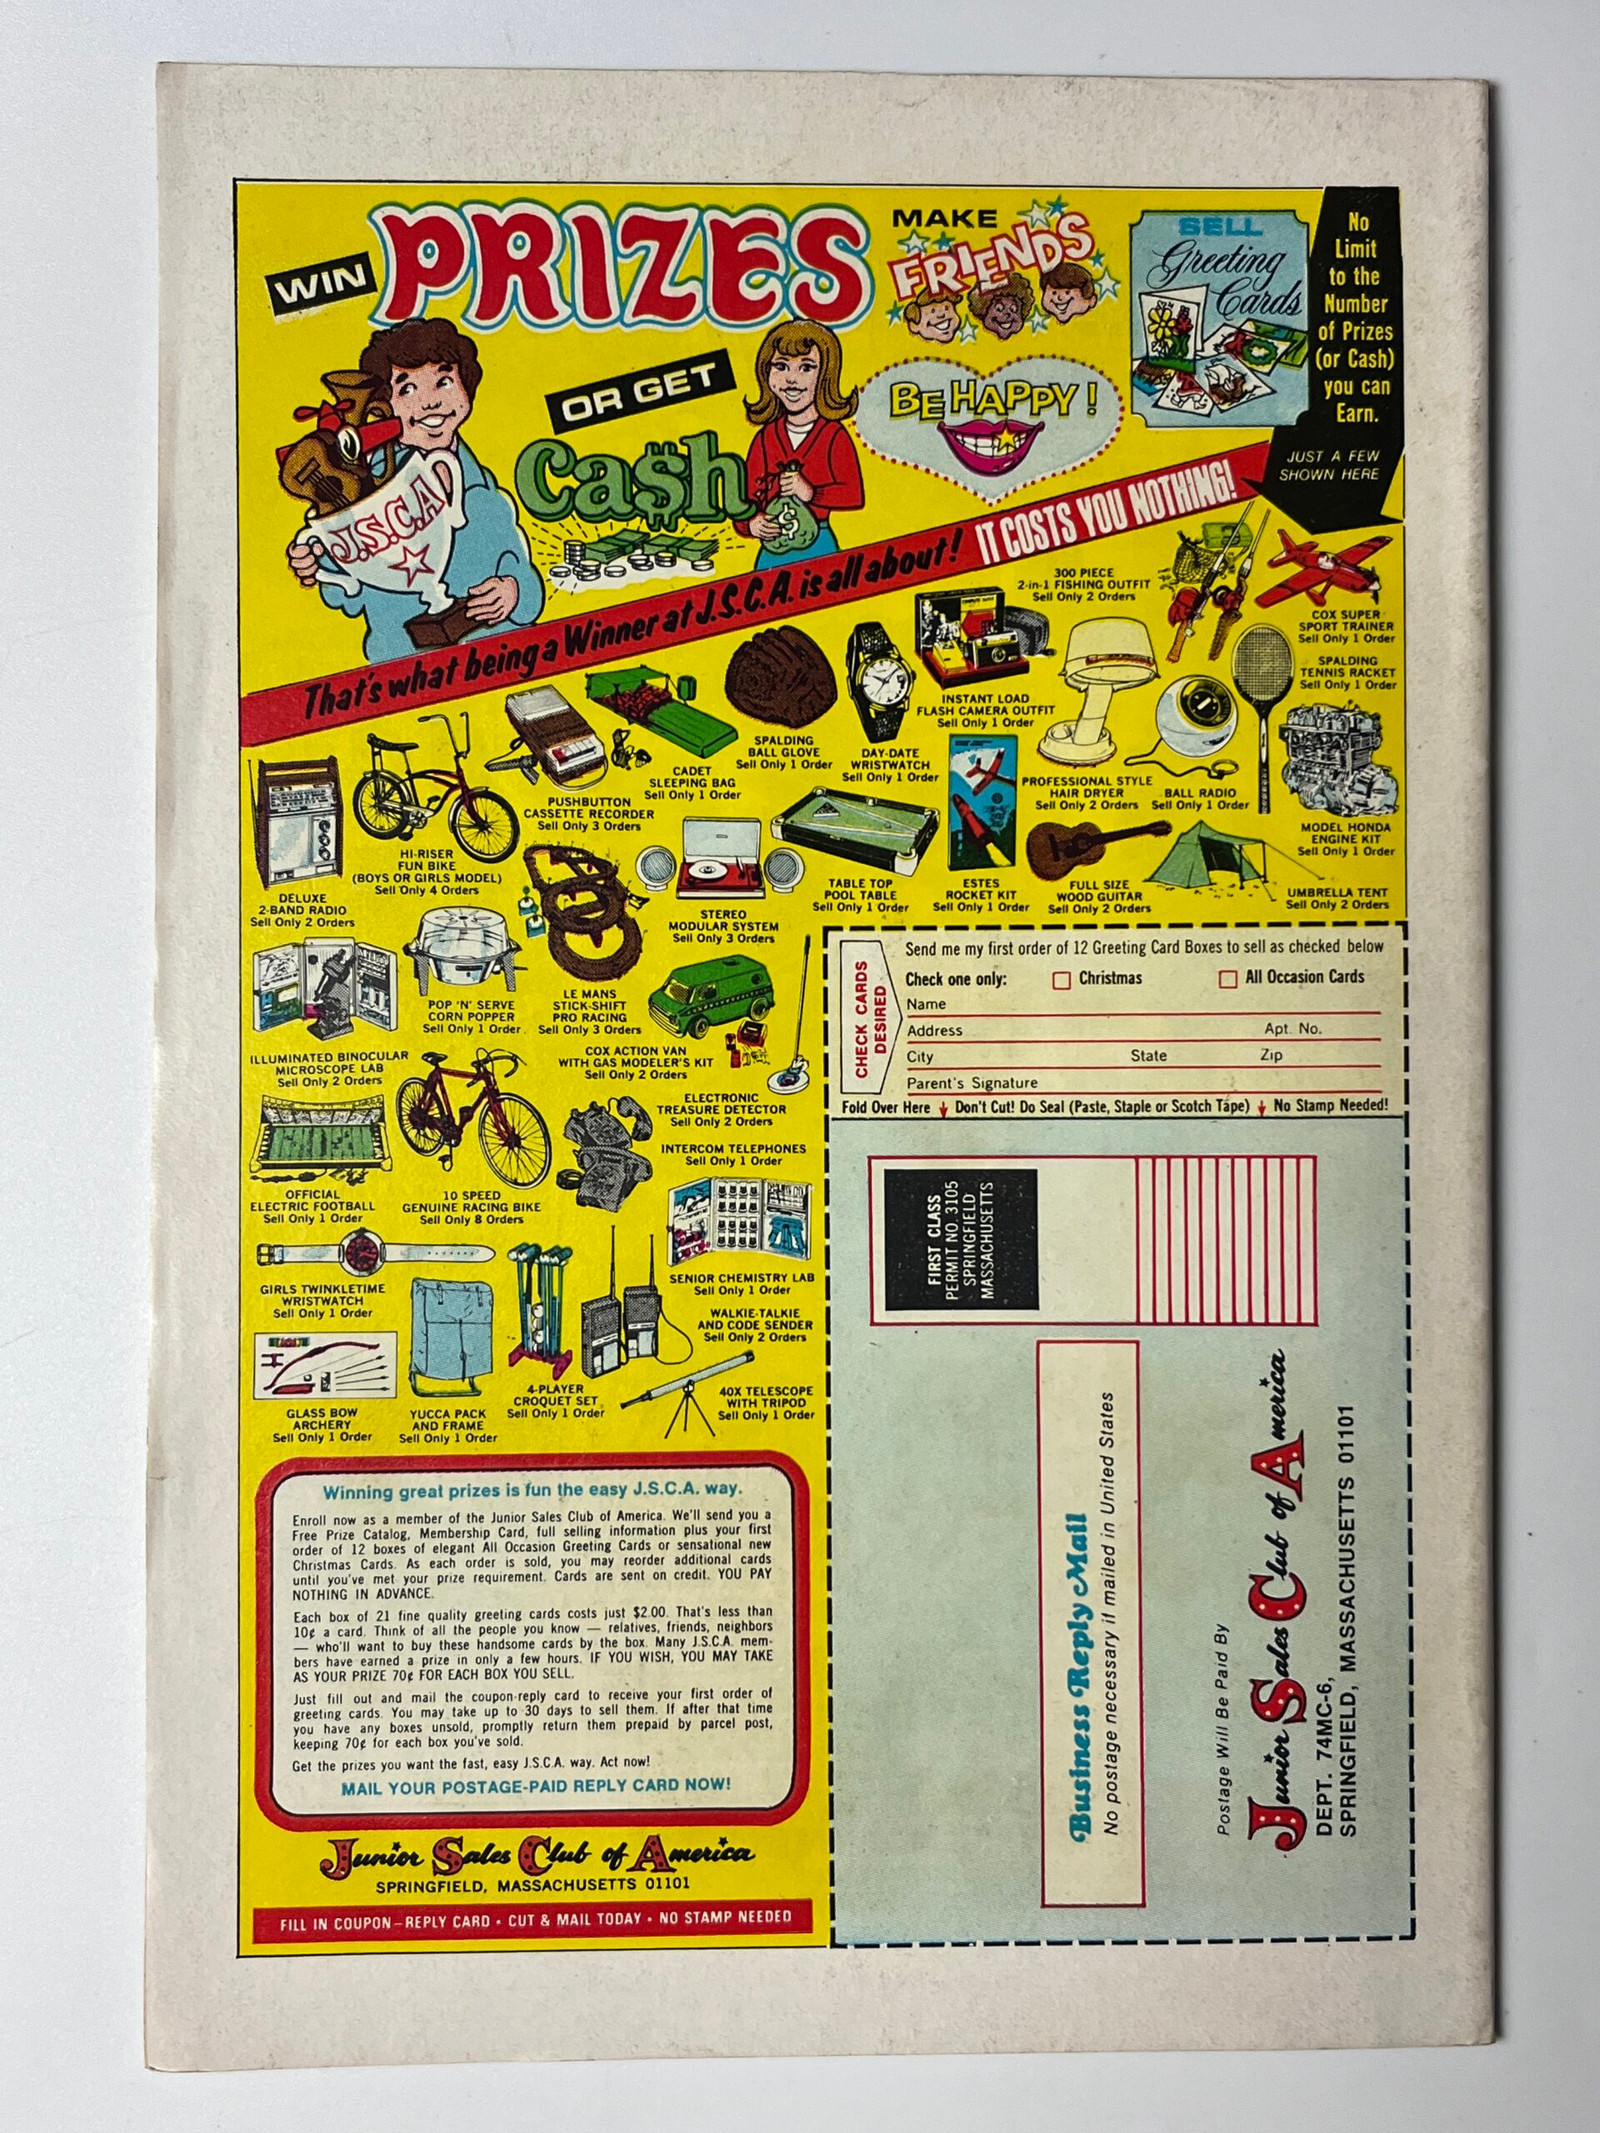 WIN PRIZES
OR GET
Ca$h
J.S.C.A
$
MAKE
FRIENDS
BE HAPPY!
SELL
Greeting
Cards
No
Limit
to the
Number
of Prizes
(or Cash)
you can
Earn.
JUST A FEW
SHOWN HERE
That's what being a Winner at J.S.C.A. is all about! IT COSTS YOU NOTHING!
300 PIECE
2-in-1 FISHING OUTFIT
Sell Only 2 Orders
COX SUPER
SPORT TRAINER
Sell Only 1 Order
SPALDING
TENNIS RACKET
Sell Only 1 Order
INSTANT LOAD
FLASH CAMERA OUTFIT
Sell Only 1 Order
SPALDING
BALL GLOVE
Sell Only 1 Order
DAY-DATE
WRISTWATCH
Sell Only 1 Order
CADET
SLEEPING BAG
Sell Only 1 Order
PUSHBUTTON
CASSETTE RECORDER
Sell Only 3 Orders
PROFESSIONAL STYLE
HAIR DRYER
Sell Only 2 Orders
BALL RADIO
Sell Only 1 Order
MODEL HONDA
ENGINE KIT
Sell Only 1 Order
HI-RISER
FUN BIKE
(BOYS OR GIRLS MODEL)
Sell Only 4 Orders
DELUXE
2-BAND RADIO
Sell Only 2 Orders
STEREO
MODULAR SYSTEM
Sell Only 3 Orders
TABLE TOP
POOL TABLE
Sell Only 1 Order
ESTES
ROCKET KIT
Sell Only 1 Order
FULL SIZE
WOOD GUITAR
Sell Only 2 Orders
UMBRELLA TENT
Sell Only 2 Orders
POP 'N' SERVE
CORN POPPER
Sell Only 1 Order
LE MANS
STICK-SHIFT
PRO RACING
Sell Only 3 Orders
ILLUMINATED BINOCULAR
MICROSCOPE LAB
Sell Only 2 Orders
COX ACTION VAN
WITH GAS MODELER'S KIT
Sell Only 2 Orders
ELECTRONIC
TREASURE DETECTOR
Sell Only 2 Orders
INTERCOM TELEPHONES
Sell Only 1 Order
OFFICIAL
ELECTRIC FOOTBALL
Sell Only 1 Order
10 SPEED
GENUINE RACING BIKE
Sell Only 8 Orders
SENIOR CHEMISTRY LAB
Sell Only 1 Order
GIRLS TWINKLETIME
WRISTWATCH
Sell Only 1 Order
WALKIE-TALKIE
AND CODE SENDER
Sell Only 2 Orders
4-PLAYER
CROQUET SET
Sell Only 1 Order
40X TELESCOPE
WITH TRIPOD
Sell Only 1 Order
GLASS BOW
ARCHERY
Sell Only 1 Order
YUCCA PACK
AND FRAME
Sell Only 1 Order
Winning great prizes is fun the easy J.S.C.A. way.
Enroll now as a member of the Junior Sales Club of America. We'll send you a
Free Prize Catalog, Membership Card, full selling information plus your first
order of 12 boxes of elegant All Occasion Greeting Cards or sensational new
Christmas Cards. As each order is sold, you may reorder additional cards
until you've met your prize requirement. Cards are sent on credit. YOU PAY
NOTHING IN ADVANCE.
Each box of 21 fine quality greeting cards costs just $2.00. That's less than
10¢ a card. Think of all the people you know — relatives, friends, neighbors
— who'll want to buy these handsome cards by the box. Many J.S.C.A. mem-
bers have earned a prize in only a few hours. IF YOU WISH, YOU MAY TAKE
AS YOUR PRIZE 70¢ FOR EACH BOX YOU SELL.
Just fill out and mail the coupon-reply card to receive your first order of
greeting cards. You may take up to 30 days to sell them. If after that time
you have any boxes unsold, promptly return them prepaid by parcel post,
keeping 70¢ for each box you've sold.
Get the prizes you want the fast, easy J.S.C.A. way. Act now!
MAIL YOUR POSTAGE-PAID REPLY CARD NOW!
Junior Sales Club of America
SPRINGFIELD, MASSACHUSETTS 01101
FILL IN COUPON–REPLY CARD • CUT & MAIL TODAY • NO STAMP NEEDED
CHECK CARDS
DESIRED
Send me my first order of 12 Greeting Card Boxes to sell as checked below
Check one only: Christmas All Occasion Cards
Name
Address Apt. No.
City State Zip
Parent's Signature
Fold Over Here Don't Cut! Do Seal (Paste, Staple or Scotch Tape) No Stamp Needed!
FIRST CLASS
PERMIT NO. 3105
SPRINGFIELD
MASSACHUSETTS
Business Reply Mail
No postage necessary if mailed in United States
Postage Will Be Paid By
Junior Sales Club of America
DEPT. 74MC-6,
SPRINGFIELD, MASSACHUSETTS 01101